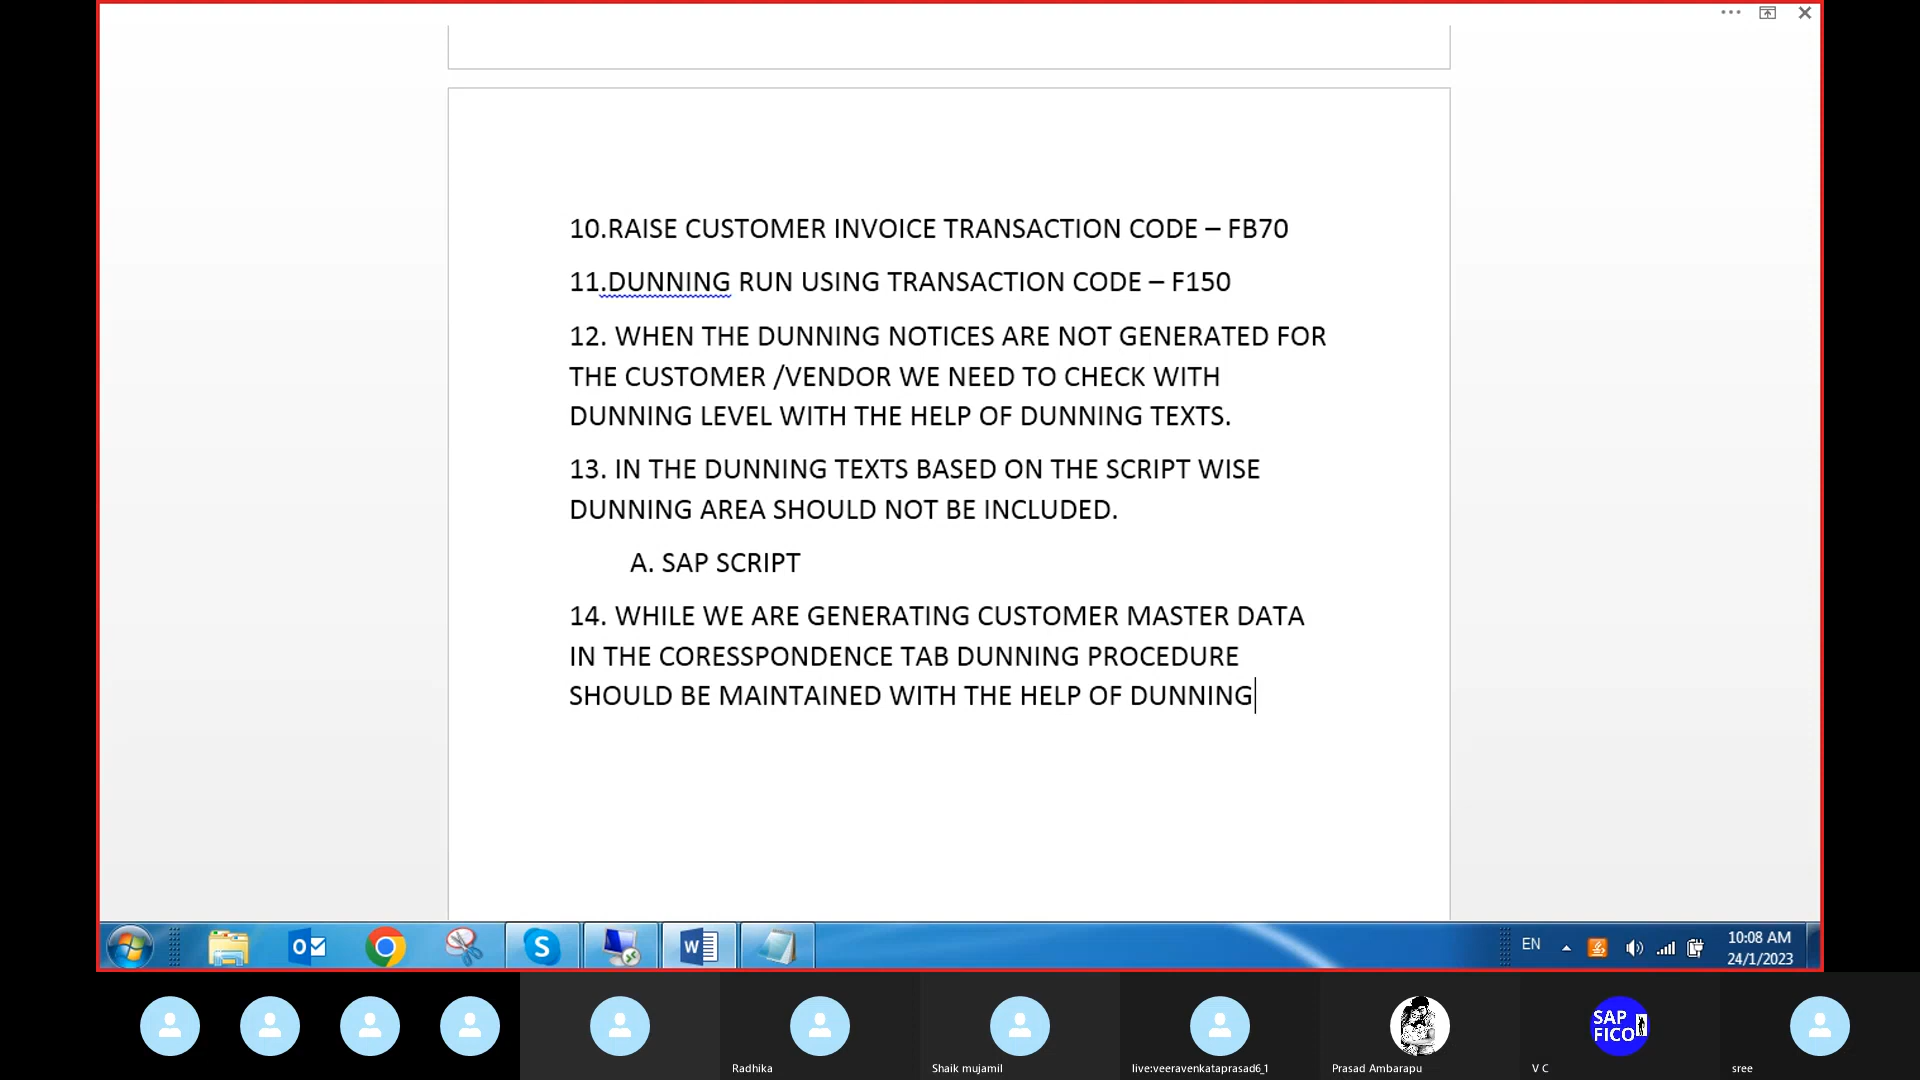 10.RAISE CUSTOMER INVOICE TRANSACTION CODE – FB70
11.DUNNING RUN USING TRANSACTION CODE – F150
12. WHEN THE DUNNING NOTICES ARE NOT GENERATED FOR
THE CUSTOMER /VENDOR WE NEED TO CHECK WITH
DUNNING LEVEL WITH THE HELP OF DUNNING TEXTS.
13. IN THE DUNNING TEXTS BASED ON THE SCRIPT WISE
DUNNING AREA SHOULD NOT BE INCLUDED.
A. SAP SCRIPT
14. WHILE WE ARE GENERATING CUSTOMER MASTER DATA
IN THE CORESSPONDENCE TAB DUNNING PROCEDURE
SHOULD BE MAINTAINED WITH THE HELP OF DUNNING
EN
10:08 AM
24/1/2023
SAP
FICO
Radhika
Shaik mujamil
live:veeravenkataprasad6_1
Prasad Ambarapu
V C
sree